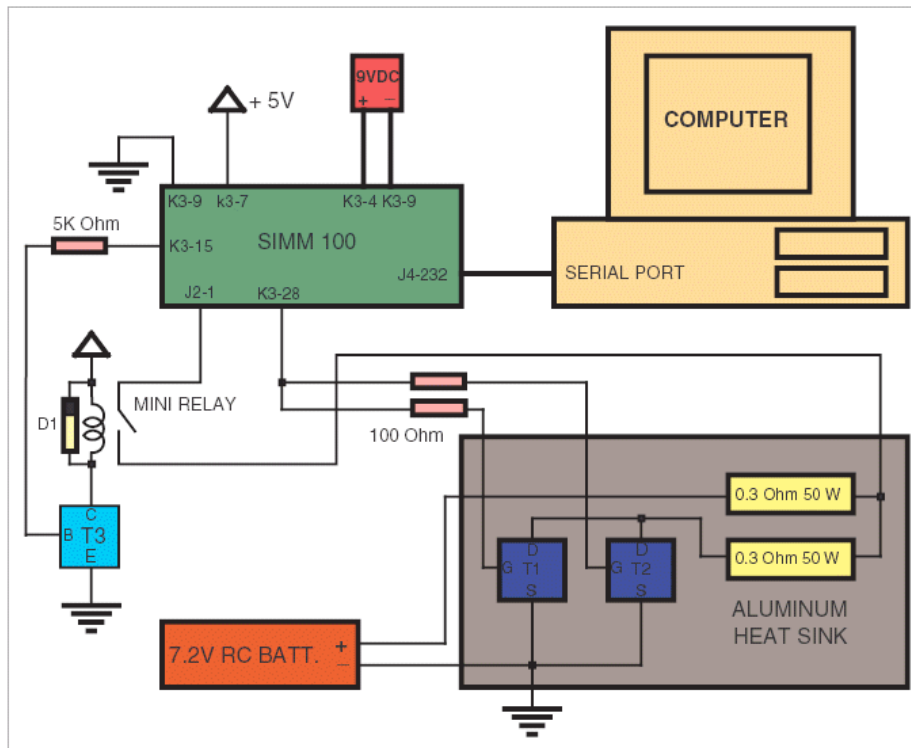 9VDC
+ −
+ 5V
COMPUTER
K3-9 k3-7 K3-4 K3-9
5K Ohm
K3-15 SIMM 100
J4-232 SERIAL PORT
J2-1 K3-28
MINI RELAY
D1
100 Ohm
0.3 Ohm 50 W
C
B T3
E
D D
G T1 G T2
S S
0.3 Ohm 50 W
ALUMINUM
HEAT SINK
7.2V RC BATT. +
−